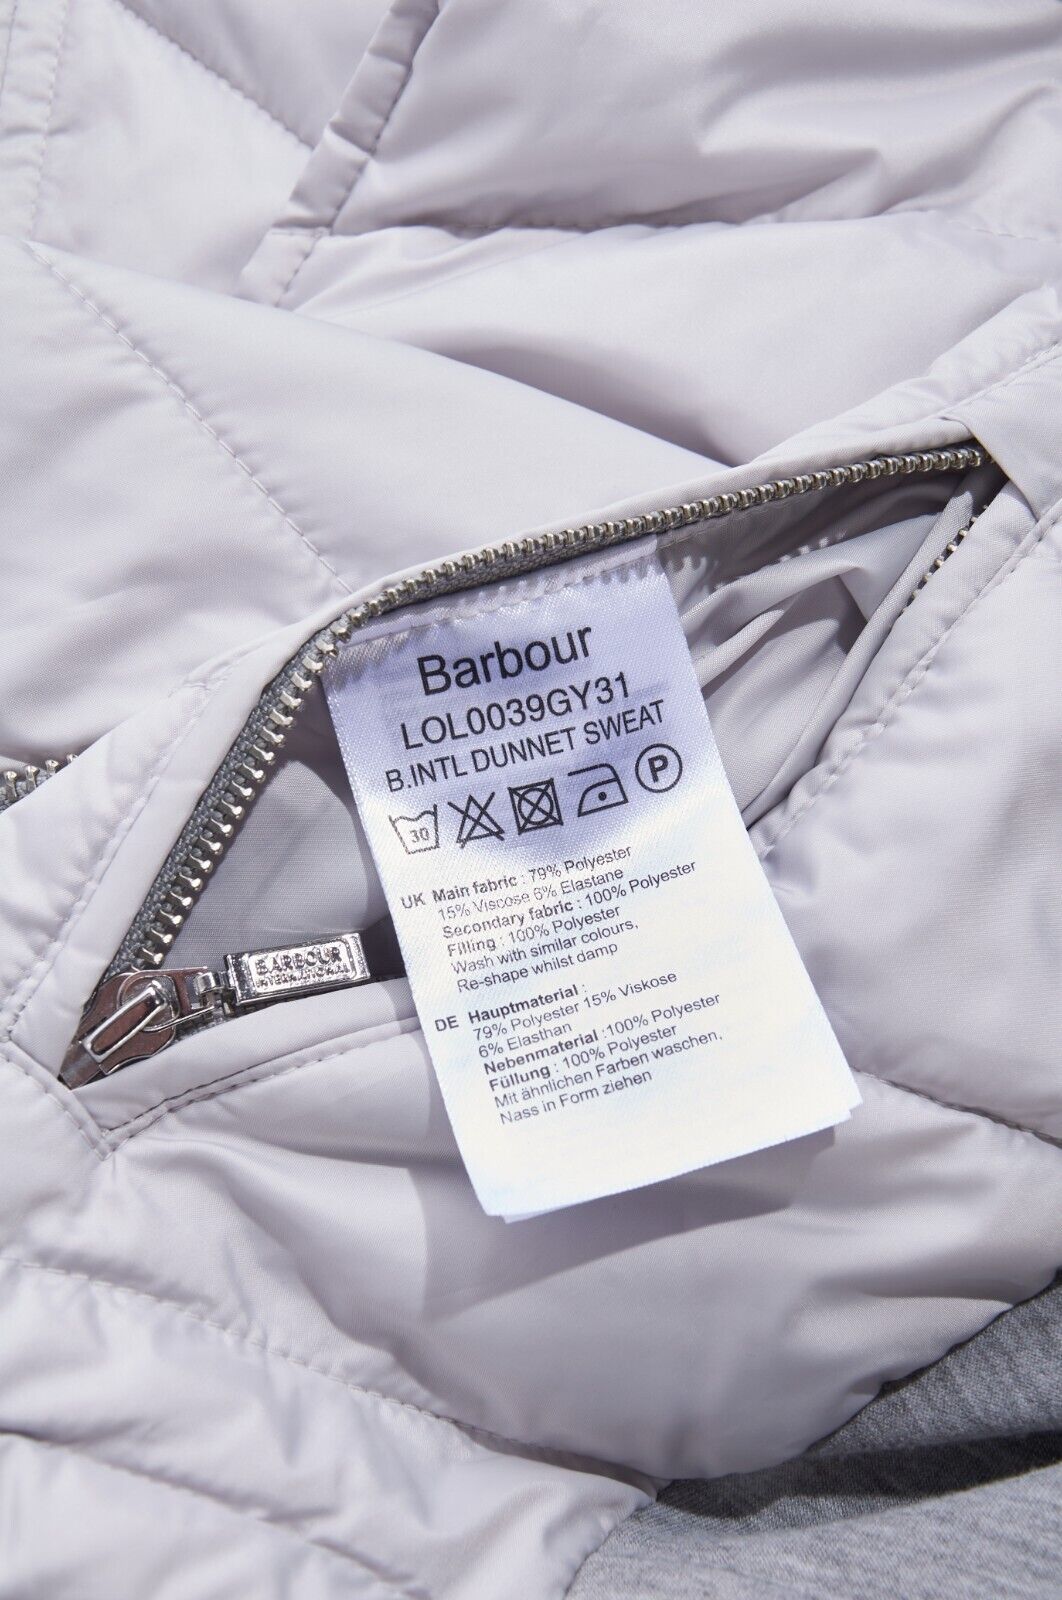 Barbour
LOL0039GY31
B.INTL DUNNET SWEAT
30
P
UK Main fabric : 79% Polyester
15% Viscose 6% Elastane
Secondary fabric : 100% Polyester
Filling : 100% Polyester
Wash with similar colours,
Re-shape whilst damp
DE Hauptmaterial :
79% Polyester 15% Viskose
6% Elasthan
Nebenmaterial :100% Polyester
Füllung : 100% Polyester
Mit ähnlichen Farben waschen,
Nass in Form ziehen
BARBOUR
INTERNATIONAL